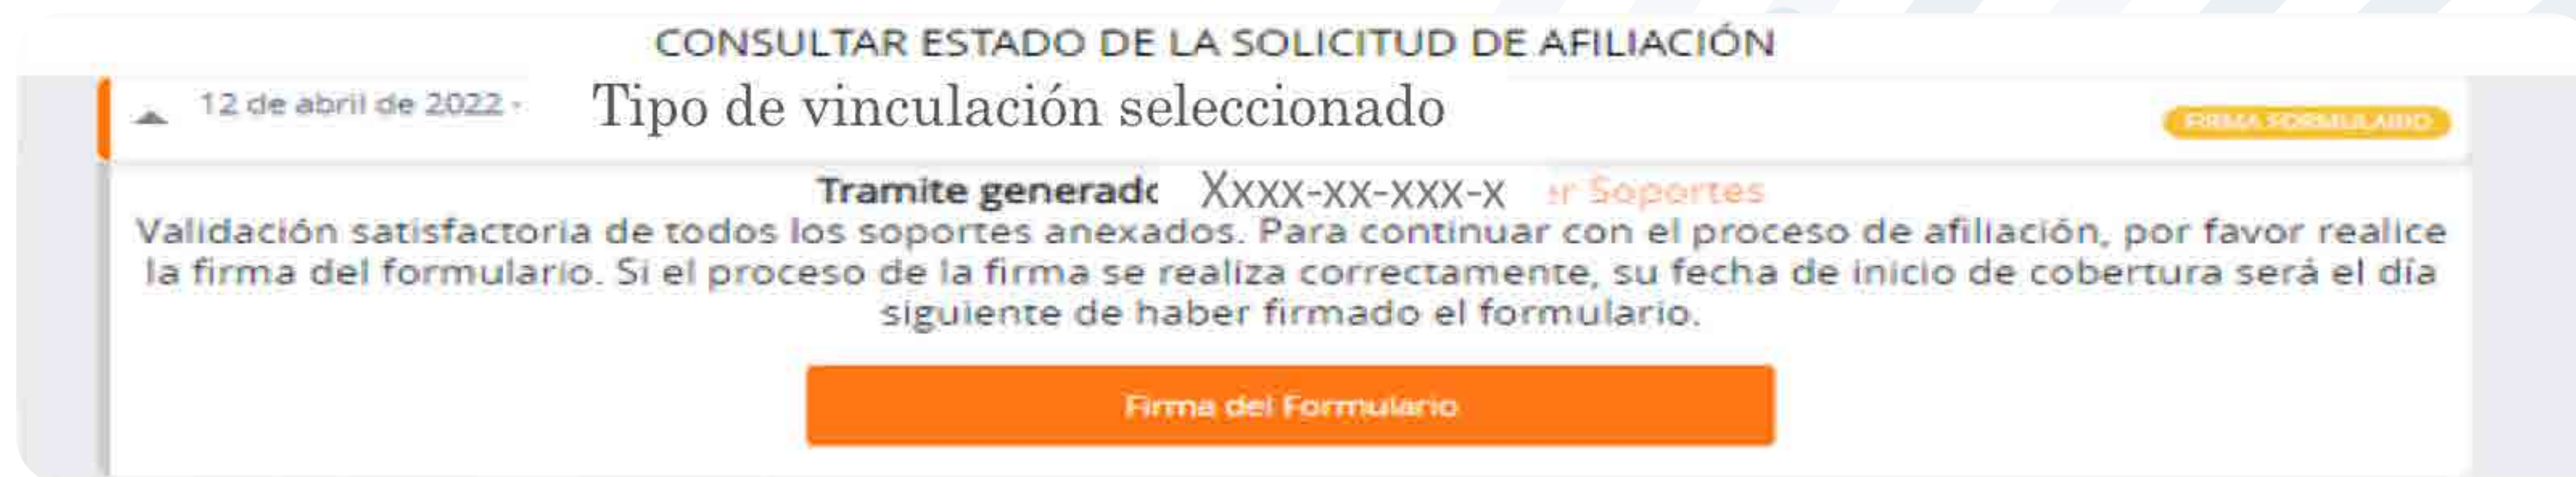 CONSULTAR ESTADO DE LA SOLICITUD DE AFILIACIÓN
12 de abril de 2022 - Tipo de vinculación seleccionado FIRMA FORMULARIO
Tramite generado Xxxx-xx-xxx-x er Soportes
Validación satisfactoria de todos los soportes anexados. Para continuar con el proceso de afiliación, por favor realice
la firma del formulario. Si el proceso de la firma se realiza correctamente, su fecha de inicio de cobertura será el día
siguiente de haber firmado el formulario.
Firma del Formulario